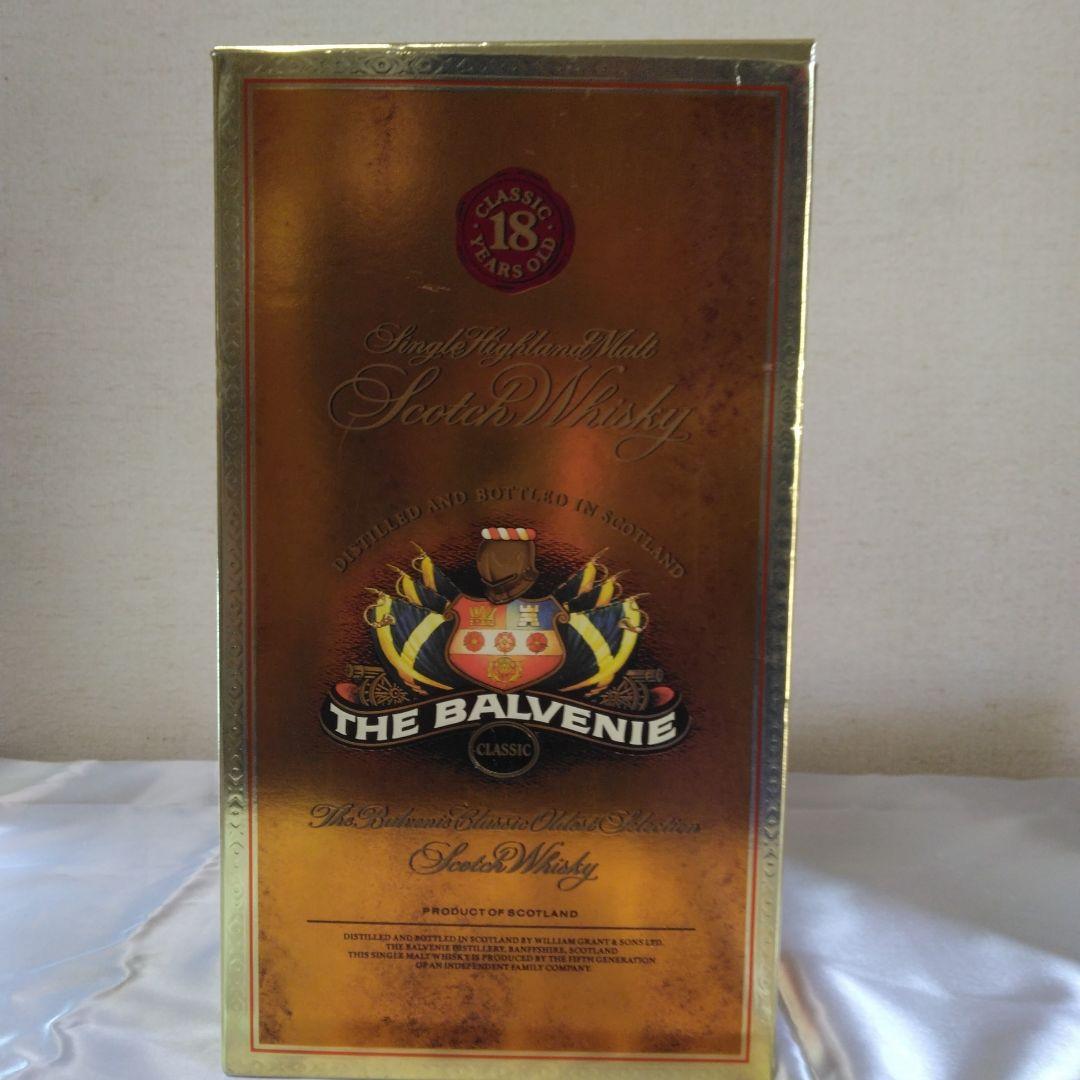 CLASSIC
18
YEARS OLD
Single Highland Malt
Scotch Whisky
DISTILLED AND BOTTLED IN SCOTLAND
THE BALVENIE
CLASSIC
The Balvenie Classic Oldest Selection
Scotch Whisky
PRODUCT OF SCOTLAND
DISTILLED AND BOTTLED IN SCOTLAND BY WILLIAM GRANT & SONS LTD.
THE BALVENIE DISTILLERY, BANFFSHIRE, SCOTLAND
THIS SINGLE MALT WHISKY IS PRODUCED BY THE FIFTH GENERATION
OF AN INDEPENDENT FAMILY COMPANY